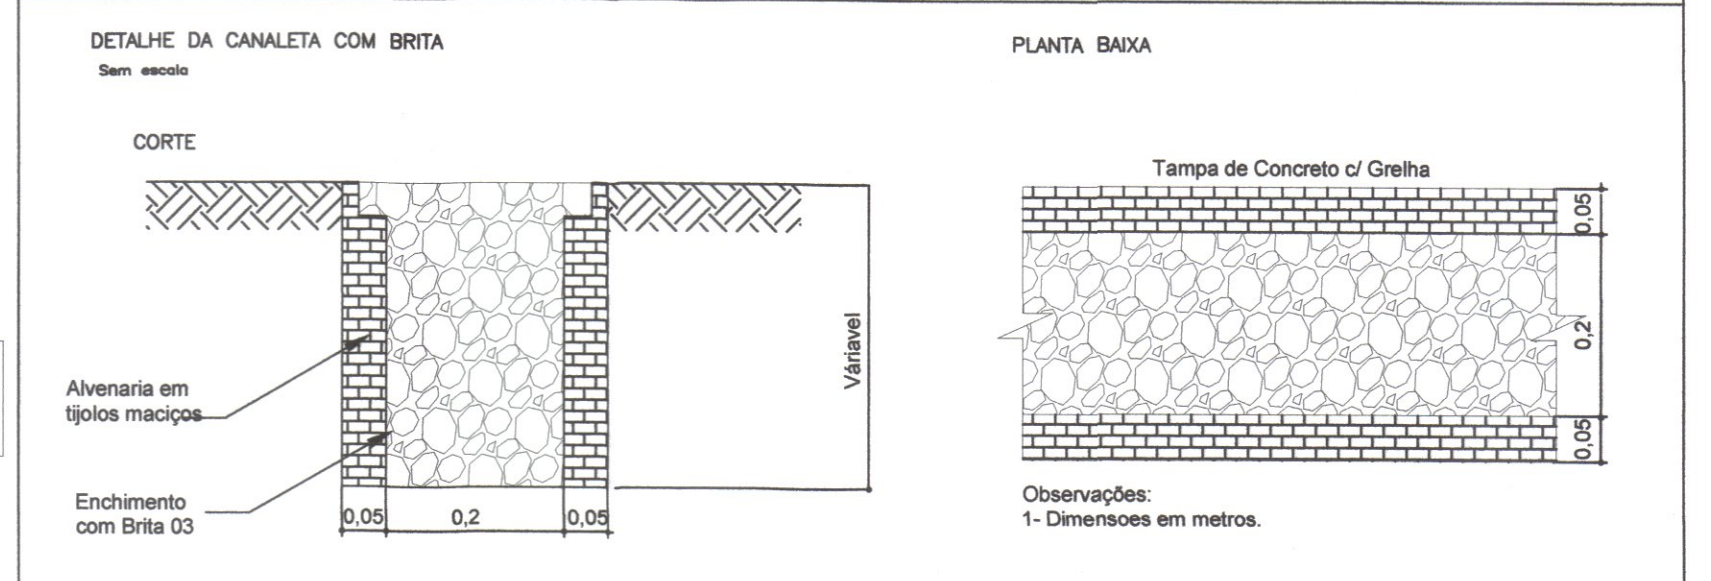 DETALHE DA CANALETA COM BRITA
Sem escala
CORTE
Alvenaria em
tijolos maciços
Enchimento
com Brita 03
0,05
0,2
0,05
Váriavel
PLANTA BAIXA
Tampa de Concreto c/ Grelha
0,05
0,2
0,05
Observações:
1- Dimensoes em metros.